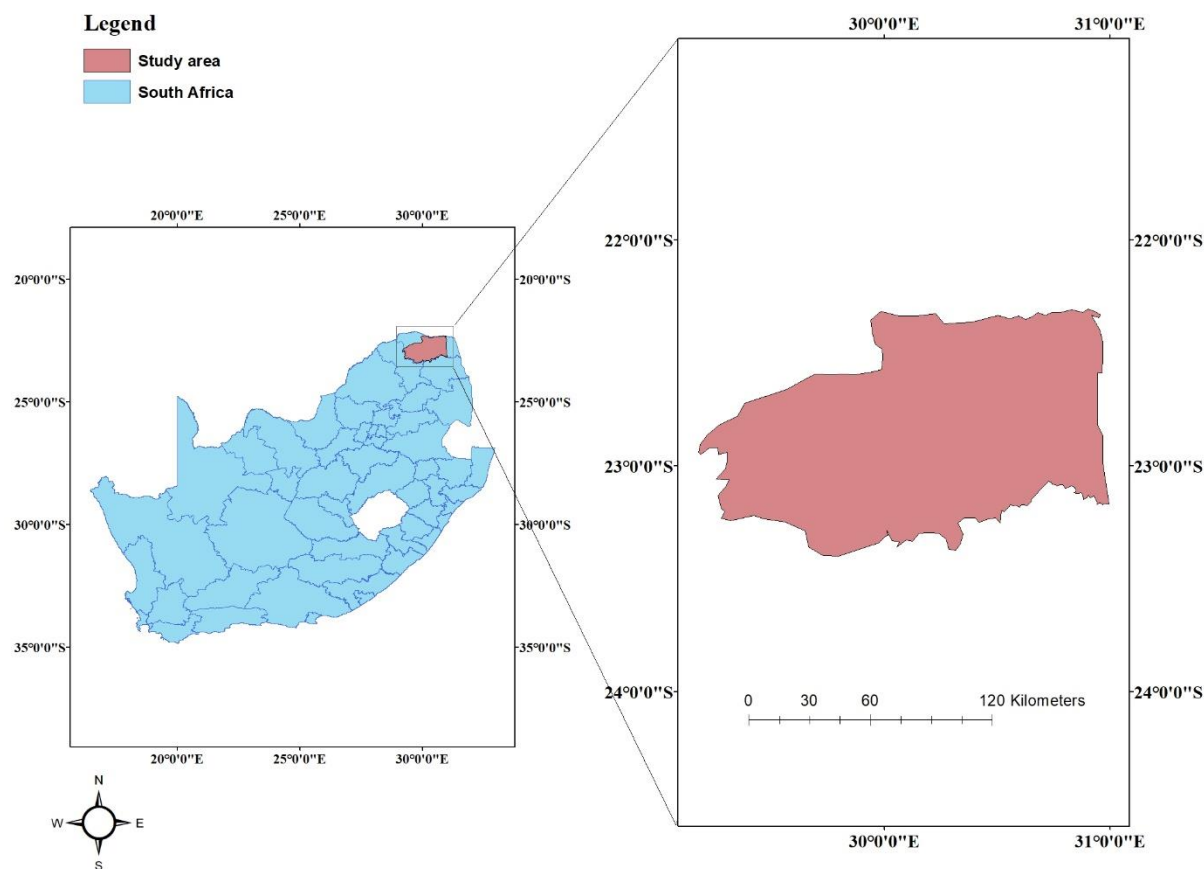 Legend
Study area
South Africa
20°0'0"E 25°0'0"E 30°0'0"E
20°0'0"S 20°0'0"S
25°0'0"S 25°0'0"S
30°0'0"S 30°0'0"S
35°0'0"S 35°0'0"S
20°0'0"E 25°0'0"E 30°0'0"E
N
W E
S
30°0'0"E 31°0'0"E
22°0'0"S 22°0'0"S
23°0'0"S 23°0'0"S
24°0'0"S 24°0'0"S
0 30 60 120 Kilometers
30°0'0"E 31°0'0"E